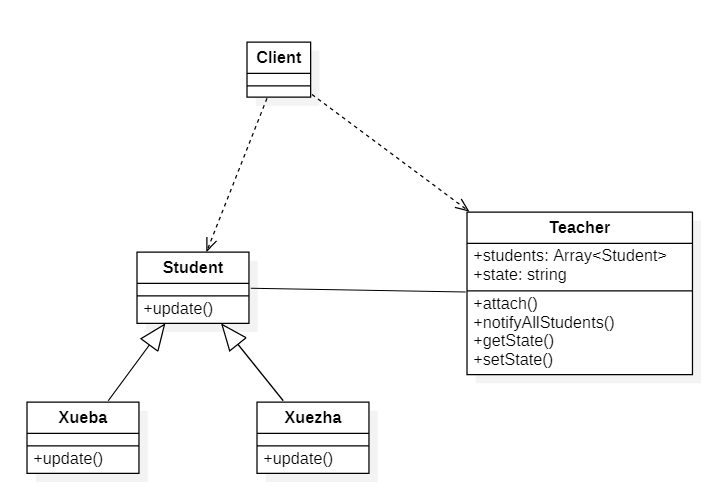 Client
Teacher
+students: Array<Student>
+state: string
+attach()
+notifyAllStudents()
+getState()
+setState()
Student
+update()
Xueba
+update()
Xuezha
+update()